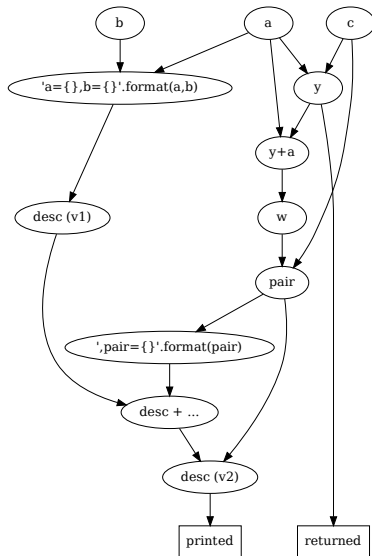 b
a
c
'a={},b={}'.format(a,b)
y
y+a
desc (v1)
w
pair
',pair={}'.format(pair)
desc + ...
desc (v2)
printed
returned